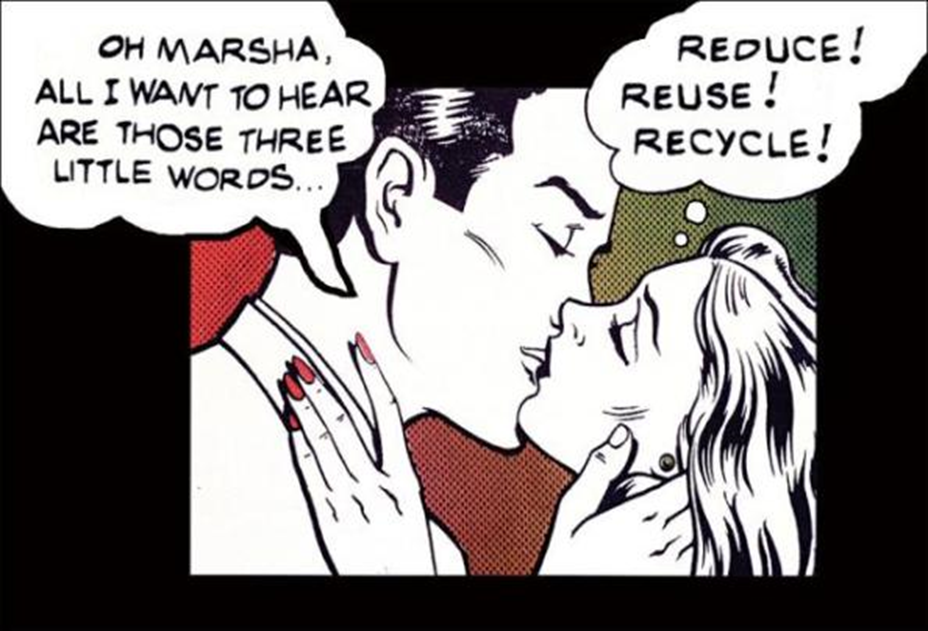 OH MARSHA,
ALL I WANT TO HEAR
ARE THOSE THREE
LITTLE WORDS...
REDUCE!
REUSE!
RECYCLE!